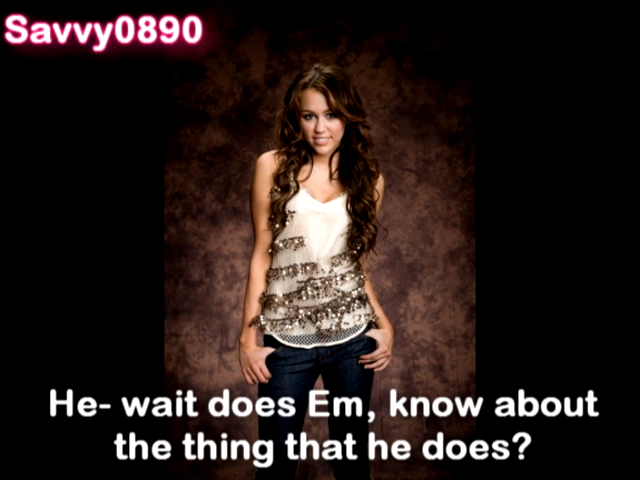 Savvy0890
He- wait does Em, know about
the thing that he does?